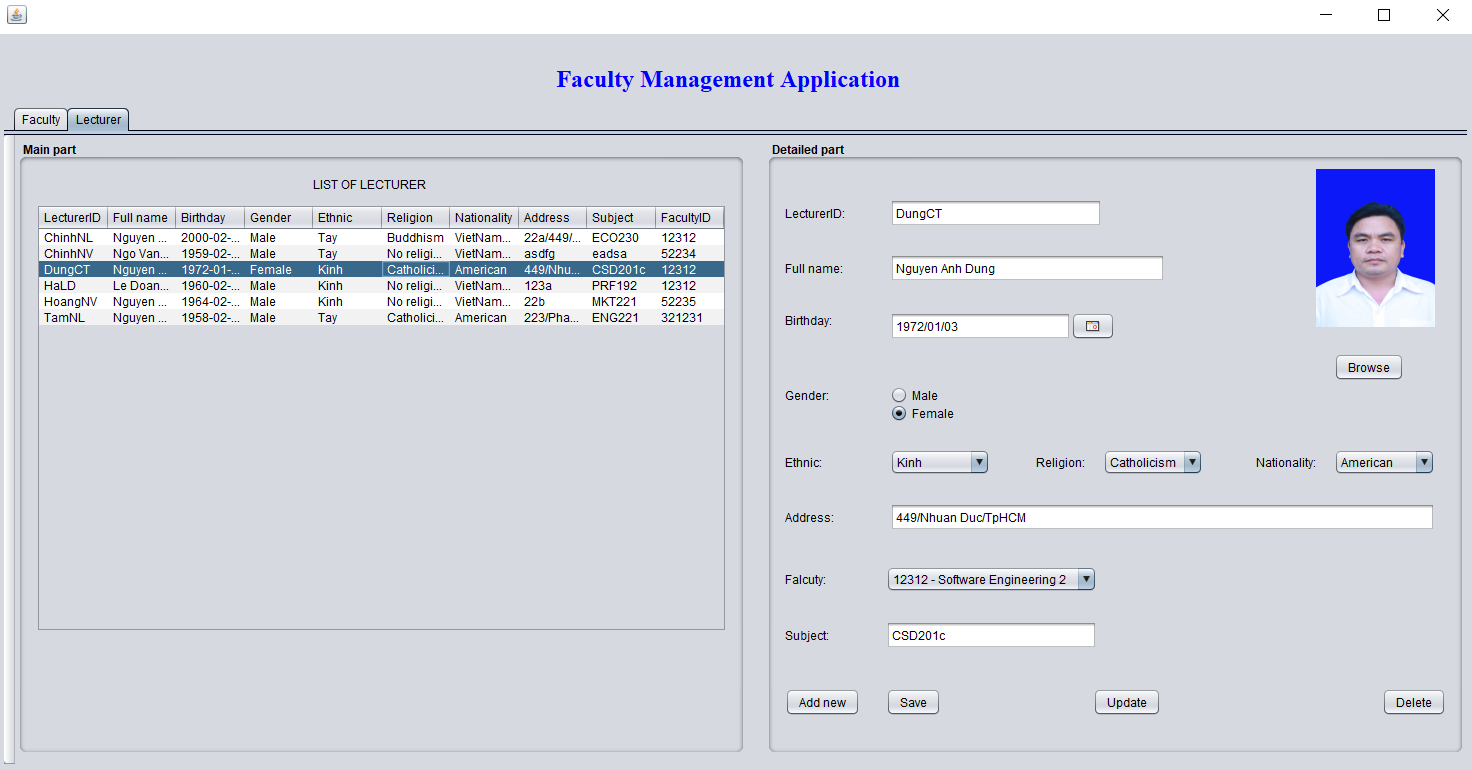 Faculty Management Application
Faculty Lecturer
Main part
LIST OF LECTURER
LecturerID Full name Birthday Gender Ethnic Religion Nationality Address Subject FacultyID
ChinhNL Nguyen ... 2000-02-... Male Tay Buddhism VietNam... 22a/449/... ECO230 12312
ChinhNV Ngo Van... 1959-02-... Male Tay No religi... VietNam... asdfg eadsa 52234
DungCT Nguyen ... 1972-01-... Female Kinh Catholici... American 449/Nhu... CSD201c 12312
HaLD Le Doan... 1960-02-... Male Kinh No religi... VietNam... 123a PRF192 12312
HoangNV Nguyen ... 1964-02-... Male Kinh No religi... VietNam... 22b MKT221 52235
TamNL Nguyen ... 1958-02-... Male Tay Catholici... American 223/Pha... ENG221 321231
Detailed part
LecturerID: DungCT
Full name: Nguyen Anh Dung
Birthday: 1972/01/03
Browse
Gender: Male
Female
Ethnic: Kinh Religion: Catholicism Nationality: American
Address: 449/Nhuan Duc/TpHCM
Falcuty: 12312 - Software Engineering 2
Subject: CSD201c
Add new Save Update Delete